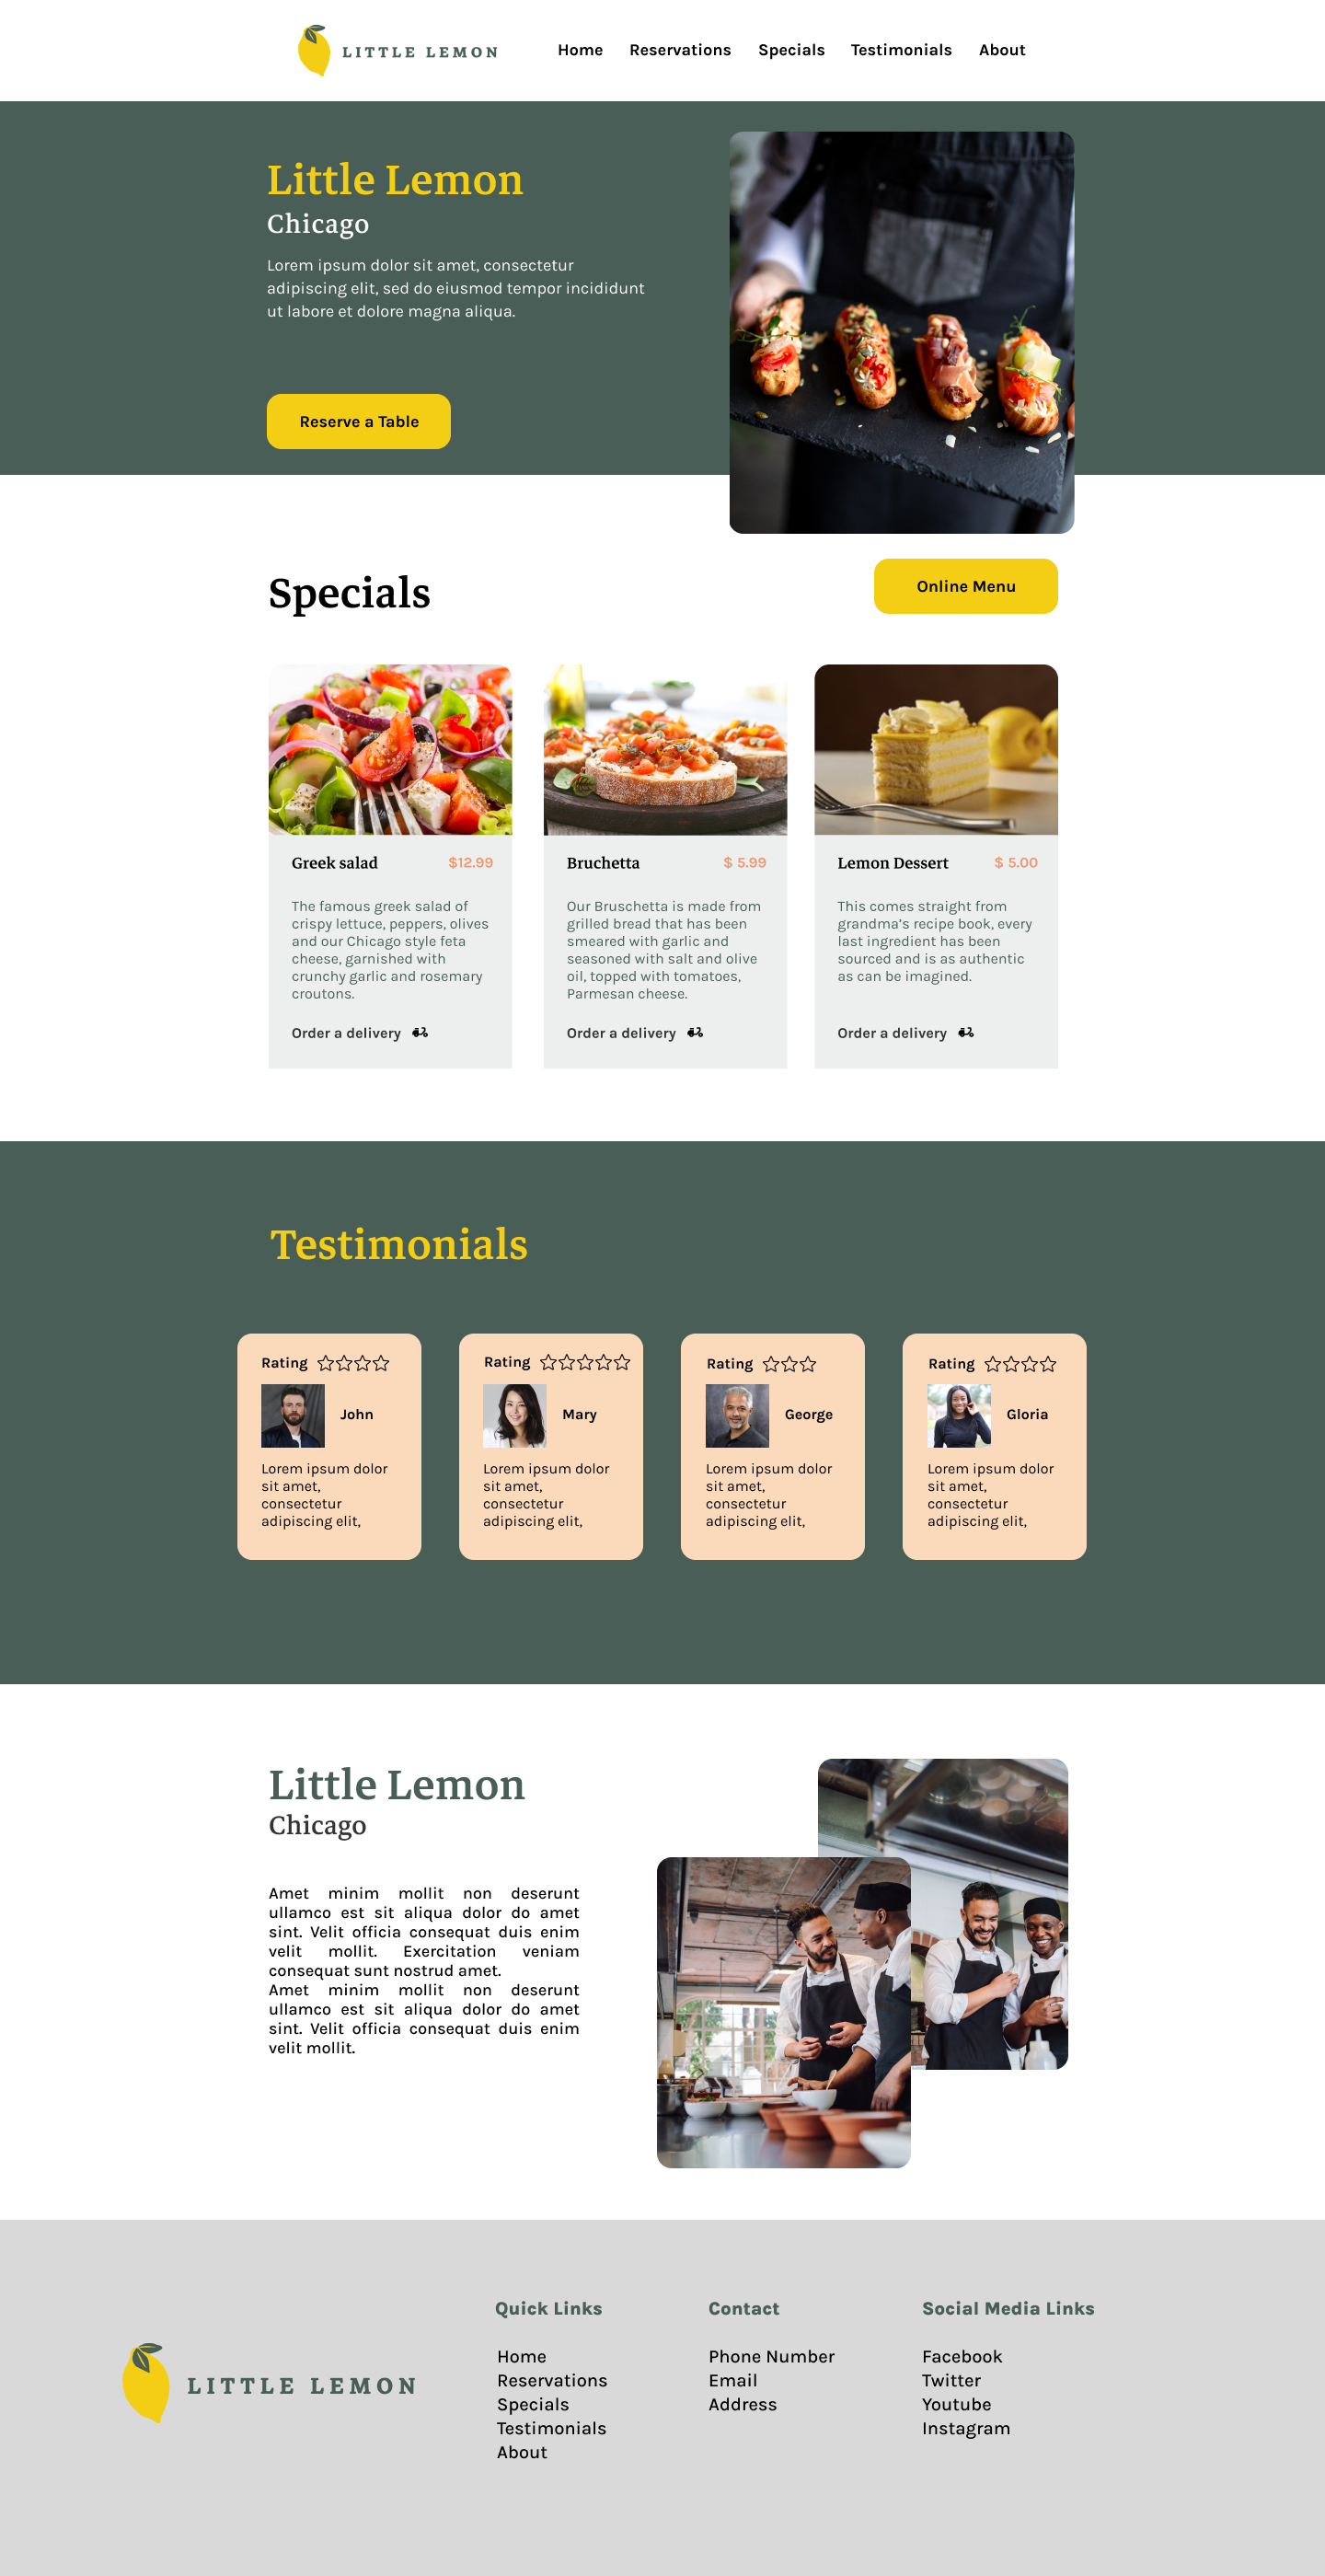 LITTLE LEMON
Home Reservations Specials Testimonials About
Little Lemon
Chicago
Lorem ipsum dolor sit amet, consectetur
adipiscing elit, sed do eiusmod tempor incididunt
ut labore et dolore magna aliqua.
Reserve a Table
Specials
Online Menu
Greek salad $12.99
The famous greek salad of
crispy lettuce, peppers, olives
and our Chicago style feta
cheese, garnished with
crunchy garlic and rosemary
croutons.
Order a delivery
Bruchetta $ 5.99
Our Bruschetta is made from
grilled bread that has been
smeared with garlic and
seasoned with salt and olive
oil, topped with tomatoes,
Parmesan cheese.
Order a delivery
Lemon Dessert $ 5.00
This comes straight from
grandma’s recipe book, every
last ingredient has been
sourced and is as authentic
as can be imagined.
Order a delivery
Testimonials
Rating
John
Lorem ipsum dolor
sit amet,
consectetur
adipiscing elit,
Rating
Mary
Lorem ipsum dolor
sit amet,
consectetur
adipiscing elit,
Rating
George
Lorem ipsum dolor
sit amet,
consectetur
adipiscing elit,
Rating
Gloria
Lorem ipsum dolor
sit amet,
consectetur
adipiscing elit,
Little Lemon
Chicago
Amet minim mollit non deserunt
ullamco est sit aliqua dolor do amet
sint. Velit officia consequat duis enim
velit mollit. Exercitation veniam
consequat sunt nostrud amet.
Amet minim mollit non deserunt
ullamco est sit aliqua dolor do amet
sint. Velit officia consequat duis enim
velit mollit.
LITTLE LEMON
Quick Links
Home
Reservations
Specials
Testimonials
About
Contact
Phone Number
Email
Address
Social Media Links
Facebook
Twitter
Youtube
Instagram